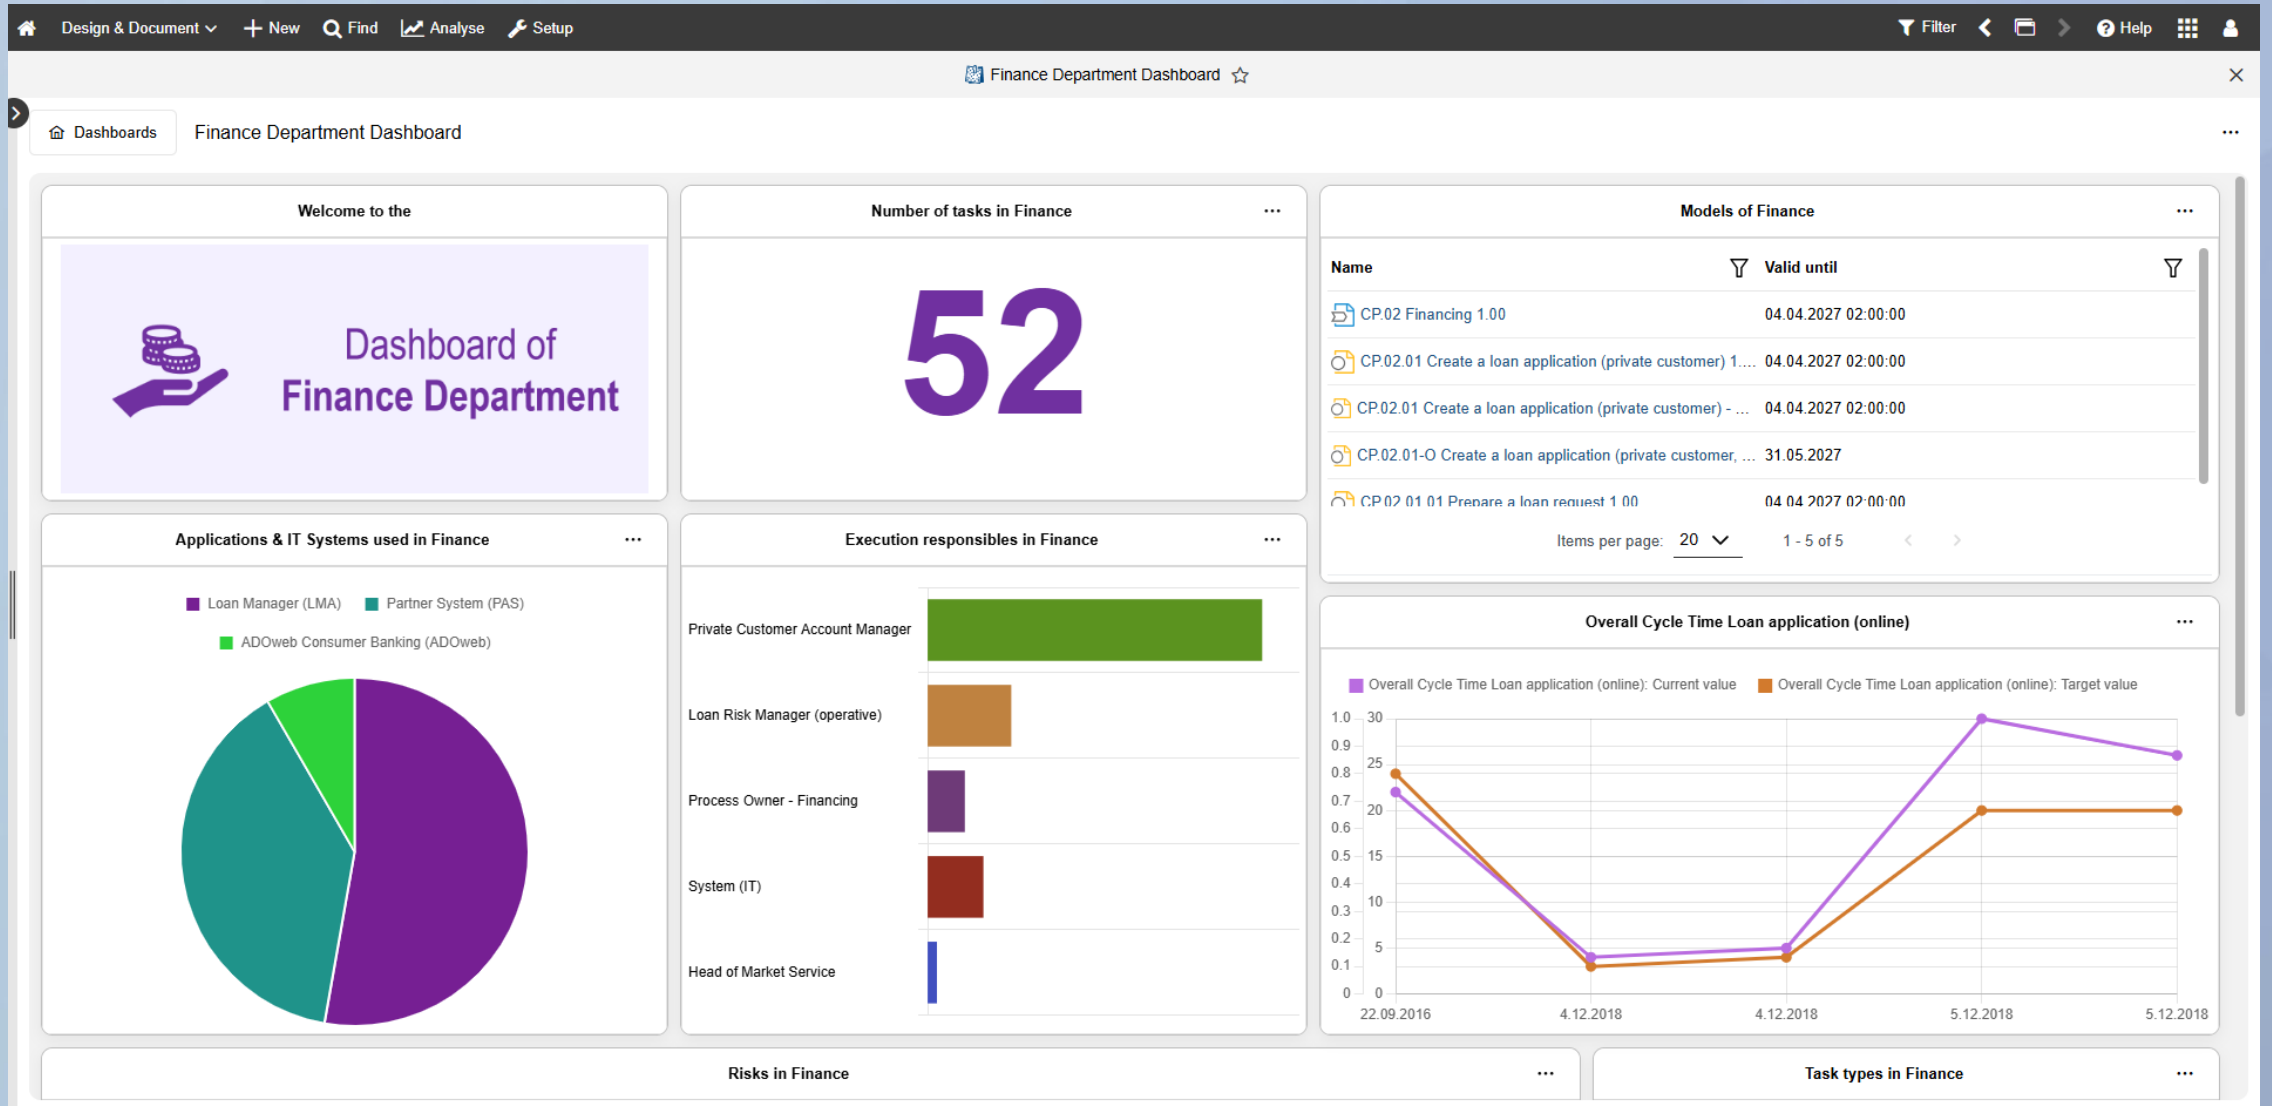 Design & Document
New
Find
Analyse
Setup
Filter
Help
Finance Department Dashboard
Dashboards
Finance Department Dashboard
Welcome to the
Dashboard of
Finance Department
Number of tasks in Finance
52
Models of Finance
Name
Valid until
CP.02 Financing 1.00
04.04.2027 02:00:00
CP.02.01 Create a loan application (private customer) 1....
04.04.2027 02:00:00
CP.02.01 Create a loan application (private customer) - ...
04.04.2027 02:00:00
CP.02.01-O Create a loan application (private customer, ...
31.05.2027
CP.02.01.01 Prepare a loan request 1.00
04.04.2027 02:00:00
Items per page: 20
1 - 5 of 5
Applications & IT Systems used in Finance
Loan Manager (LMA)
Partner System (PAS)
ADOweb Consumer Banking (ADOweb)
Execution responsibles in Finance
Private Customer Account Manager
Loan Risk Manager (operative)
Process Owner - Financing
System (IT)
Head of Market Service
Overall Cycle Time Loan application (online)
Overall Cycle Time Loan application (online): Current value
Overall Cycle Time Loan application (online): Target value
1.0
0.9
0.8
0.7
0.6
0.5
0.4
0.3
0.2
0.1
0
30
25
20
15
10
5
0
22.09.2016
4.12.2018
4.12.2018
5.12.2018
5.12.2018
Risks in Finance
Task types in Finance